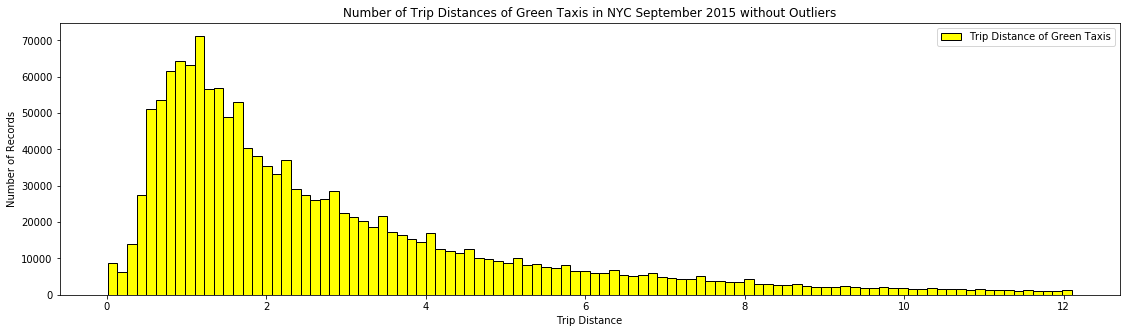 Number of Trip Distances of Green Taxis in NYC September 2015 without Outliers
Trip Distance of Green Taxis
70000
60000
50000
40000
30000
20000
10000
0
Number of Records
0 2 4 6 8 10 12
Trip Distance